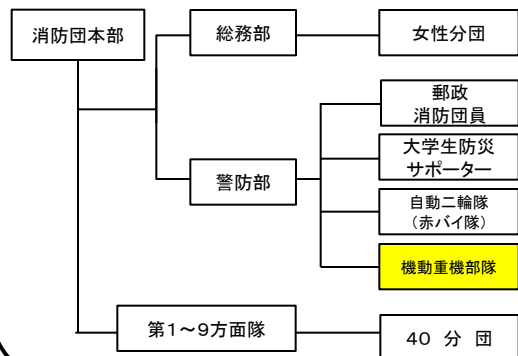 消防団本部
総務部
女性分団
警防部
郵政
消防団員
大学生防災
サポーター
自動二輪隊
(赤バイ隊)
機動重機部隊
第1～9方面隊
40 分 団